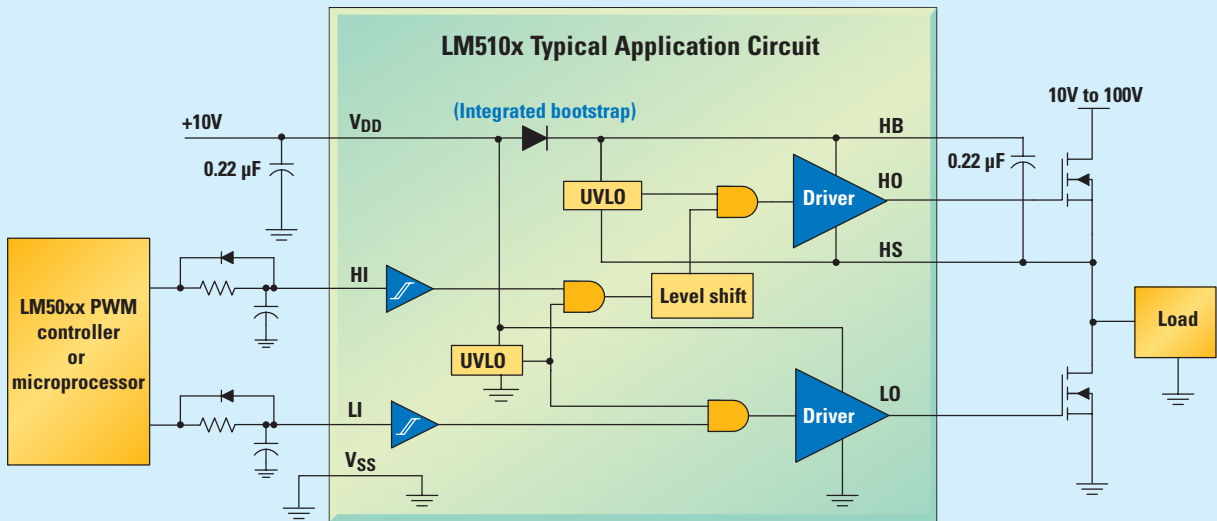 LM510x Typical Application Circuit
(Integrated bootstrap)
10V to 100V
+10V
VDD
HB
0.22 µF
0.22 µF
UVLO
Driver
HO
HS
LM50xx PWM
controller
or
microprocessor
HI
Level shift
Load
UVLO
LI
Driver
LO
VSS